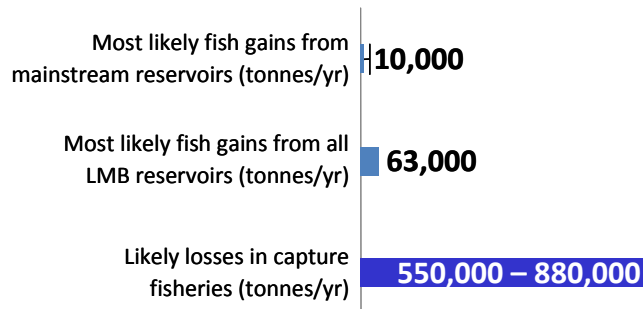 Most likely fish gains from
mainstream reservoirs (tonnes/yr)
10,000
Most likely fish gains from all
LMB reservoirs (tonnes/yr)
63,000
Likely losses in capture
fisheries (tonnes/yr)
550,000 – 880,000